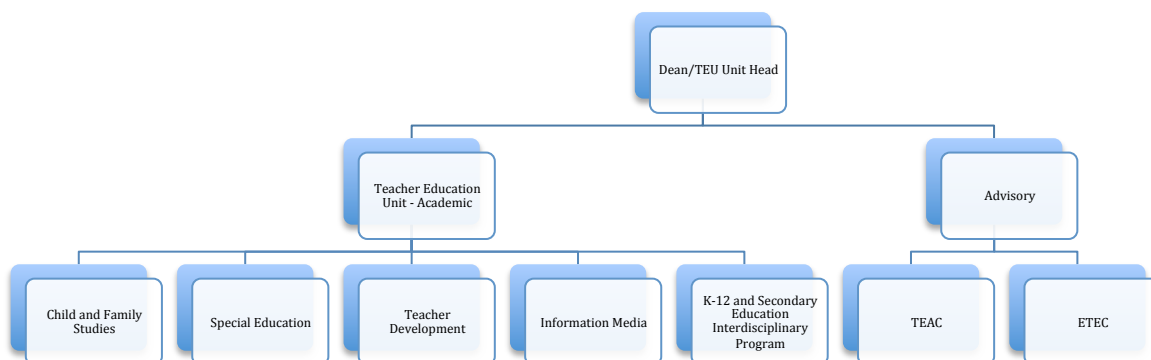 Dean/TEU Unit Head
Teacher Education
Unit - Academic
Advisory
Child and Family
Studies
Special Education
Teacher
Development
Information Media
K-12 and Secondary
Education
Interdisciplinary
Program
TEAC
ETEC